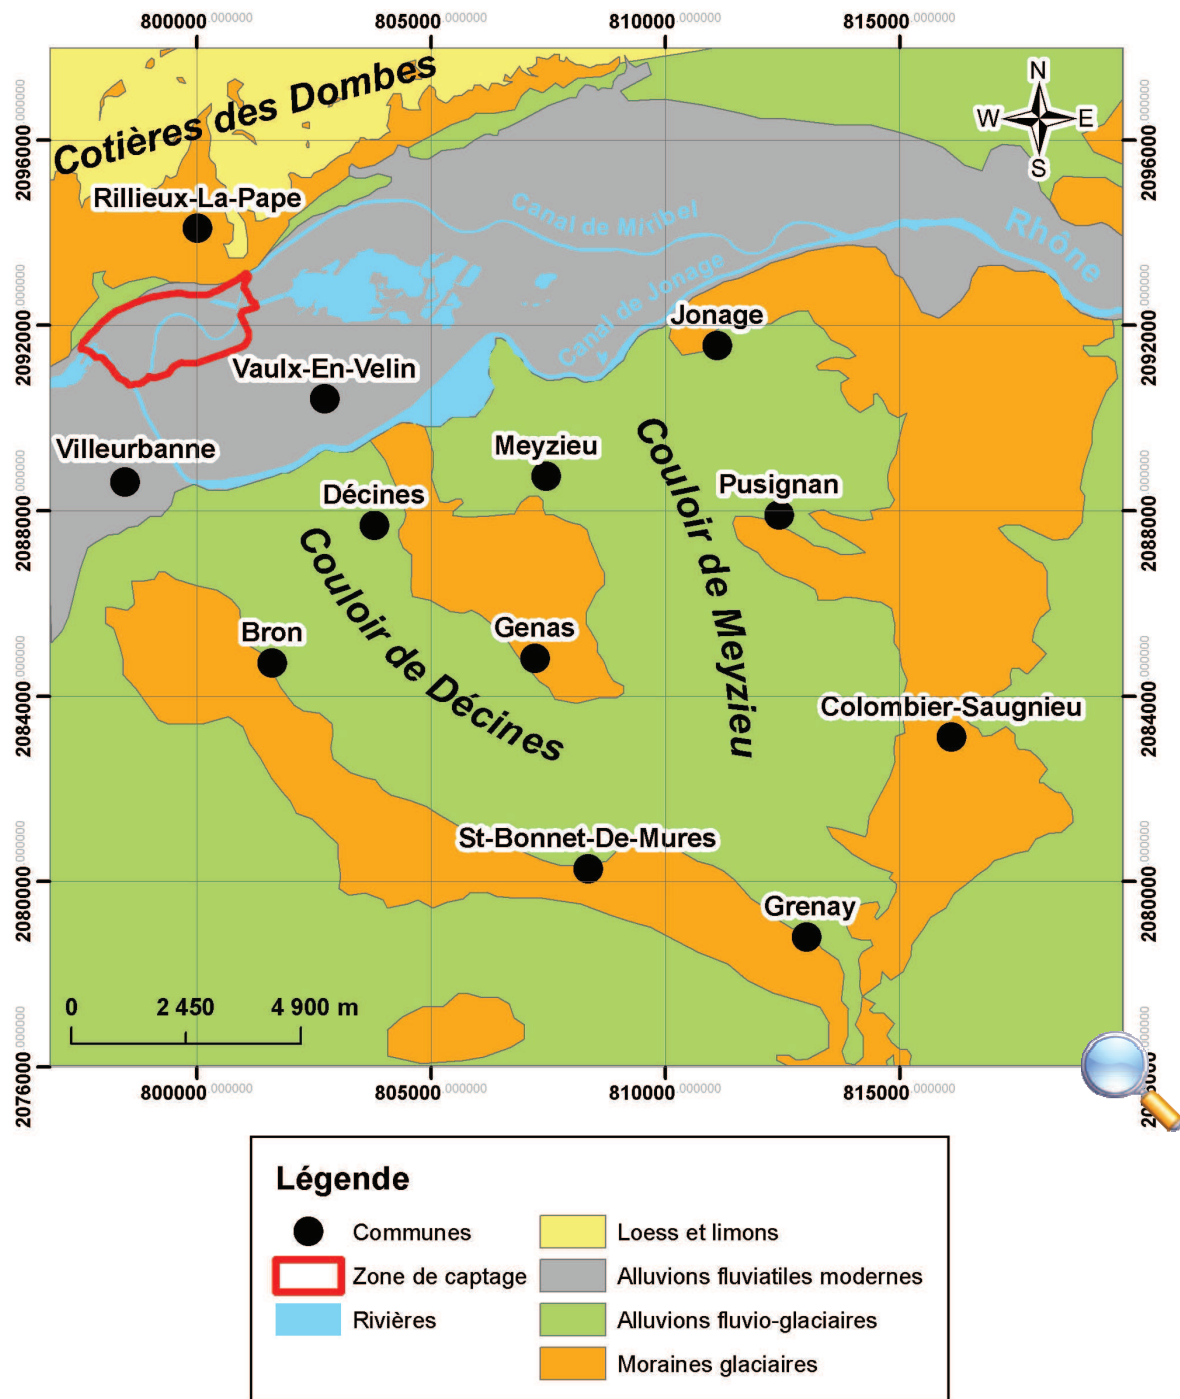 800000.000000 805000.000000 810000.000000 815000.000000
2096000.000000
2092000.000000
2088000.000000
2084000.000000
2080000.000000
2076000.000000
Cotières des Dombes
N
W E
S
Rillieux-La-Pape
Canal de Miribel
Rhône
Canal de Jonage
Jonage
Vaulx-En-Velin
Villeurbanne
Meyzieu
Décines
Pusignan
Couloir de Meyzieu
Couloir de Décines
Bron
Genas
Colombier-Saugnieu
St-Bonnet-De-Mures
Grenay
0 2 450 4 900 m
2096000.000000
2092000.000000
2088000.000000
2084000.000000
2080000.000000
800000.000000 805000.000000 810000.000000 815000.000000
Légende
Communes
Zone de captage
Rivières
Loess et limons
Alluvions fluviatiles modernes
Alluvions fluvio-glaciaires
Moraines glaciaires